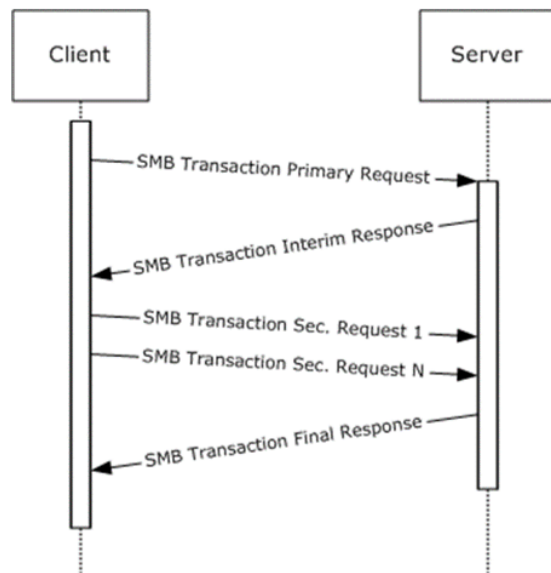 Client
Server
SMB Transaction Primary Request
SMB Transaction Interim Response
SMB Transaction Sec. Request 1
SMB Transaction Sec. Request N
SMB Transaction Final Response